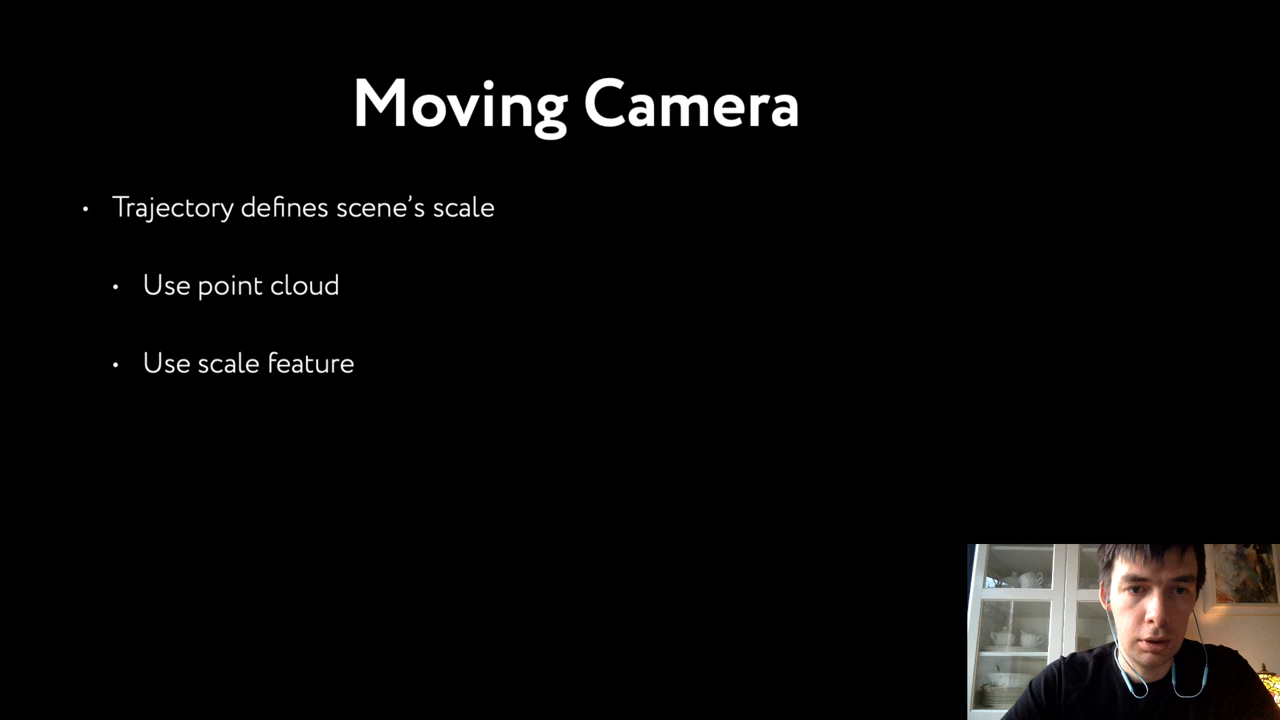 Moving Camera
• Trajectory defines scene’s scale
• Use point cloud
• Use scale feature